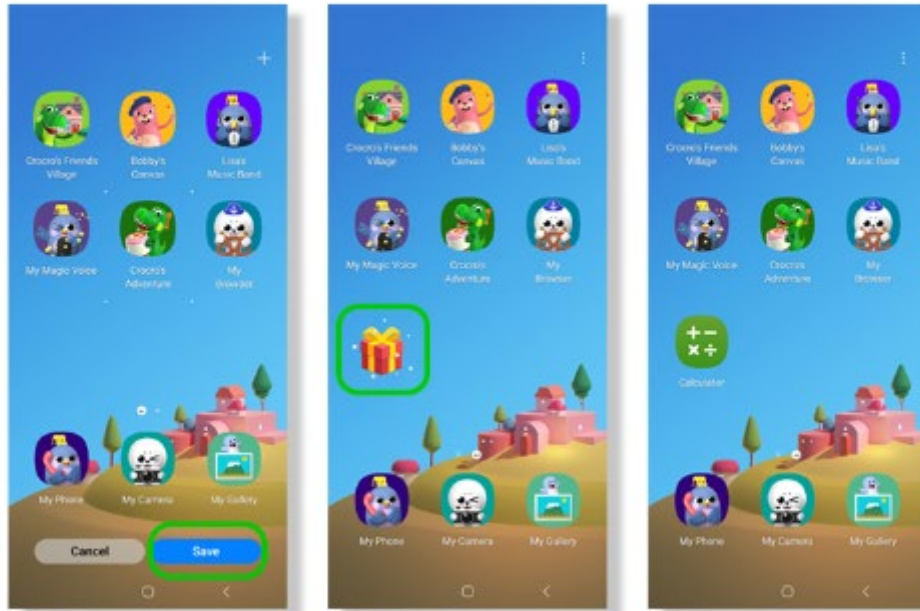 Crocro's Friends
Village
Bobby's
Canvas
Lisa's
Music Band
My Magic Voice
Crocro's
Adventure
My
Browser
My Phone
My Camera
My Gallery
Cancel
Save
Crocro's Friends
Village
Bobby's
Canvas
Lisa's
Music Band
My Magic Voice
Crocro's
Adventure
My
Browser
My Phone
My Camera
My Gallery
Crocro's Friends
Village
Bobby's
Canvas
Lisa's
Music Band
My Magic Voice
Crocro's
Adventure
My
Browser
Calculator
My Phone
My Camera
My Gallery